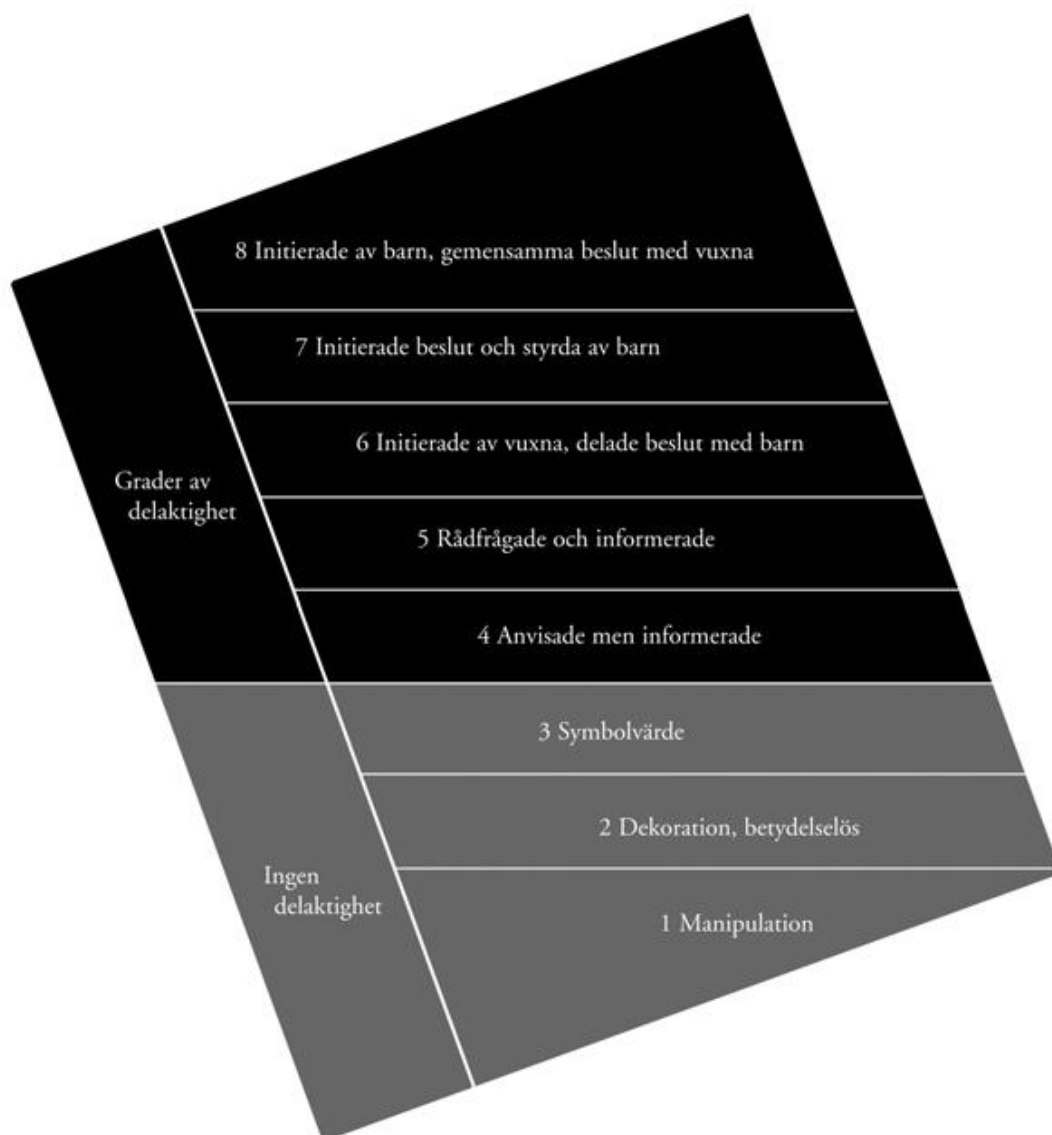 8 Initierade av barn, gemensamma beslut med vuxna
7 Initierade beslut och styrda av barn
6 Initierade av vuxna, delade beslut med barn
Grader av
delaktighet
5 Rådfrågade och informerade
4 Anvisade men informerade
3 Symbolvärde
2 Dekoration, betydelselös
Ingen
delaktighet
1 Manipulation